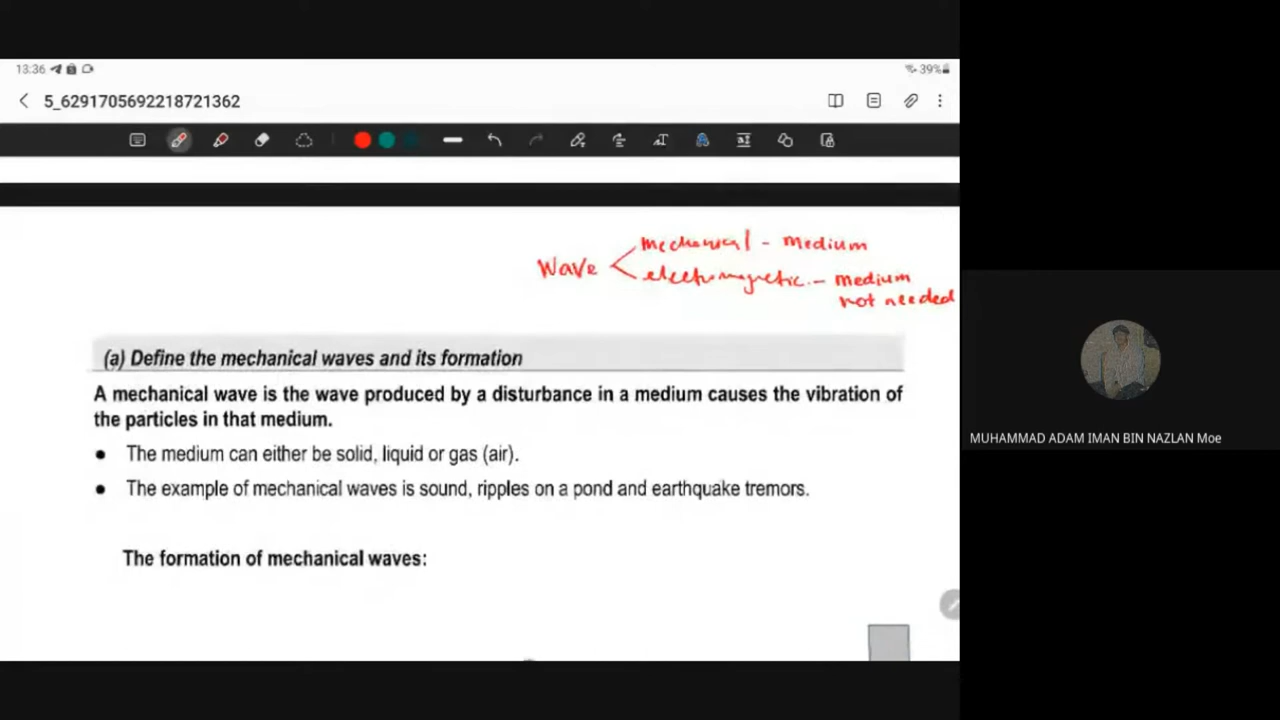 13:36
39%
5_6291705692218721362
mechanical - medium
Wave
electromagnetic - medium
not needed
(a) Define the mechanical waves and its formation
A mechanical wave is the wave produced by a disturbance in a medium causes the vibration of
the particles in that medium.
● The medium can either be solid, liquid or gas (air).
● The example of mechanical waves is sound, ripples on a pond and earthquake tremors.
The formation of mechanical waves:
MUHAMMAD ADAM IMAN BIN NAZLAN Moe